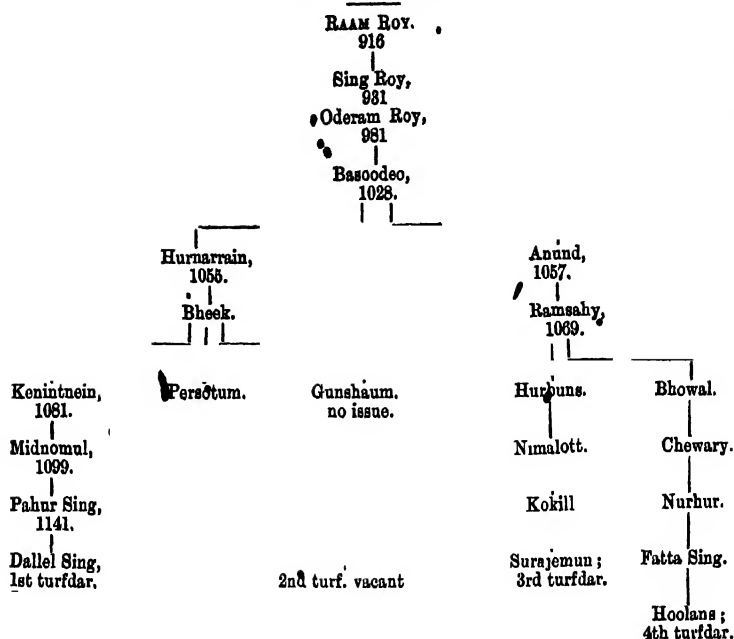 RAAM ROY.
916
Sing Roy,
931
Oderam Roy,
981
Basoodeo,
1028.
Hurnarrain,
1055.
Anund,
1057.
Bheek.
Ramsahy,
1069.
Kenintnein,
1081.
Persotum.
Gunshaum.
no issue.
Hurbuns.
Bhowal.
Midnomul,
1099.
Nimalott.
Chewary.
Pahur Sing,
1141.
Kokill
Nurhur.
Dallel Sing,
1st turfdar.
2nd turf. vacant
Surajemun;
3rd turfdar.
Fatta Sing.
Hoolans;
4th turfdar.